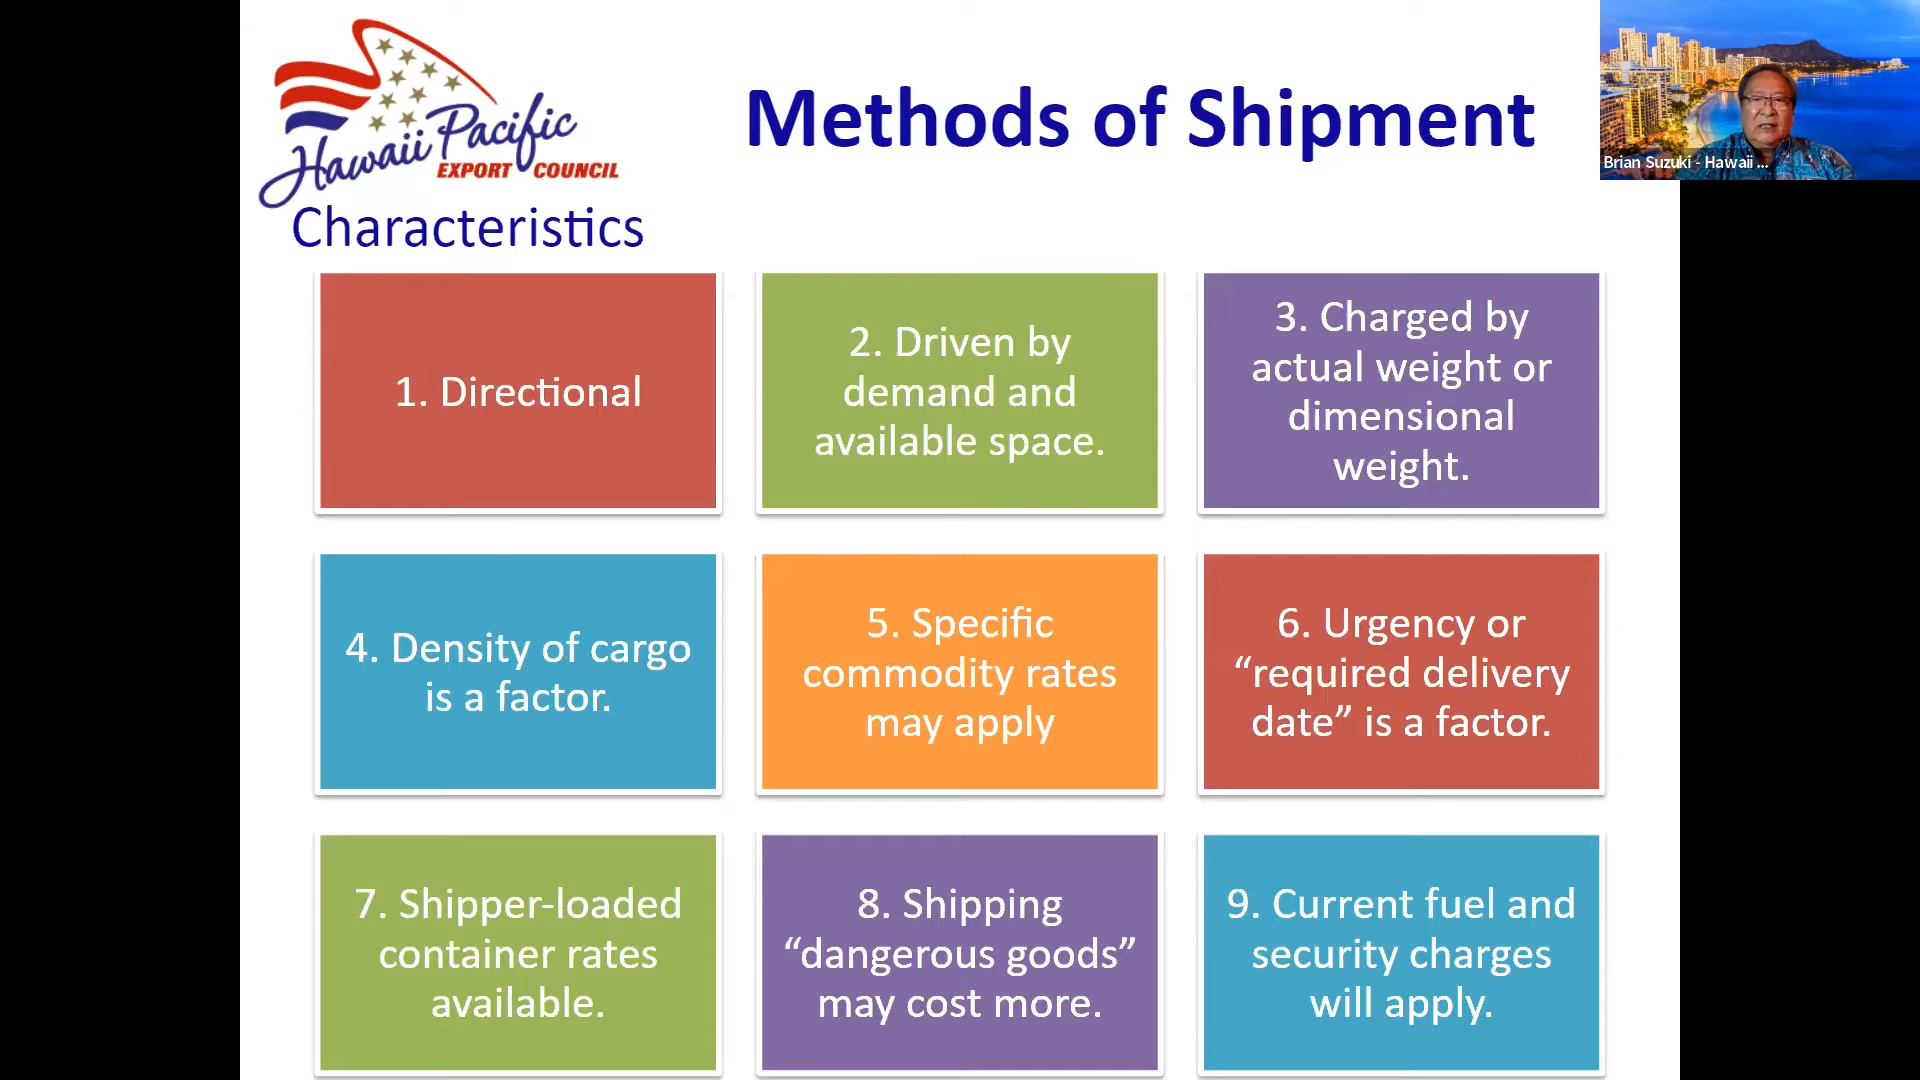 Hawaii Pacific
EXPORT COUNCIL
Methods of Shipment
Brian Suzuki - Hawaii ...
Characteristics
1. Directional
2. Driven by
demand and
available space.
3. Charged by
actual weight or
dimensional
weight.
4. Density of cargo
is a factor.
5. Specific
commodity rates
may apply
6. Urgency or
“required delivery
date” is a factor.
7. Shipper-loaded
container rates
available.
8. Shipping
“dangerous goods”
may cost more.
9. Current fuel and
security charges
will apply.